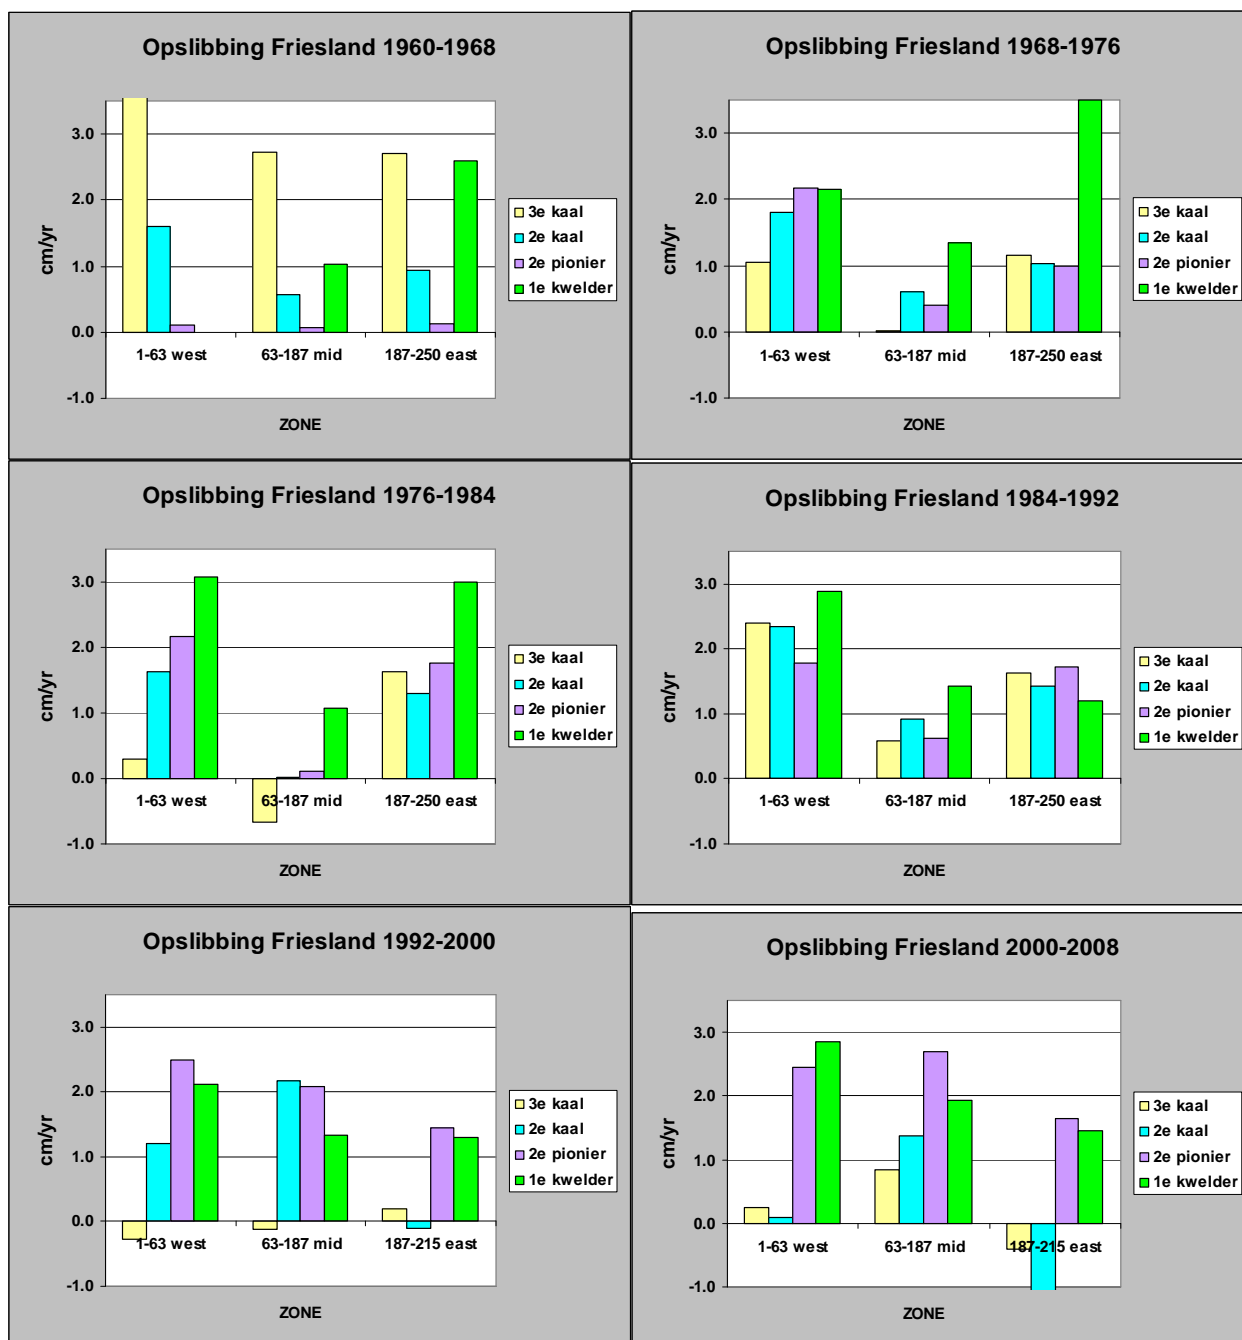 Opslibbing Friesland 1960-1968
3.0
2.0
1.0
0.0
-1.0
cm/yr
1-63 west
63-187 mid
187-250 east
ZONE
3e kaal
2e kaal
2e pionier
1e kwelder
Opslibbing Friesland 1968-1976
3.0
2.0
1.0
0.0
-1.0
cm/yr
1-63 west
63-187 mid
187-250 east
ZONE
3e kaal
2e kaal
2e pionier
1e kwelder
Opslibbing Friesland 1976-1984
3.0
2.0
1.0
0.0
-1.0
cm/yr
1-63 west
63-187 mid
187-250 east
ZONE
3e kaal
2e kaal
2e pionier
1e kwelder
Opslibbing Friesland 1984-1992
3.0
2.0
1.0
0.0
-1.0
cm/yr
1-63 west
63-187 mid
187-250 east
ZONE
3e kaal
2e kaal
2e pionier
1e kwelder
Opslibbing Friesland 1992-2000
3.0
2.0
1.0
0.0
-1.0
cm/yr
1-63 west
63-187 mid
187-215 east
ZONE
3e kaal
2e kaal
2e pionier
1e kwelder
Opslibbing Friesland 2000-2008
3.0
2.0
1.0
0.0
-1.0
cm/yr
1-63 west
63-187 mid
187-215 east
ZONE
3e kaal
2e kaal
2e pionier
1e kwelder